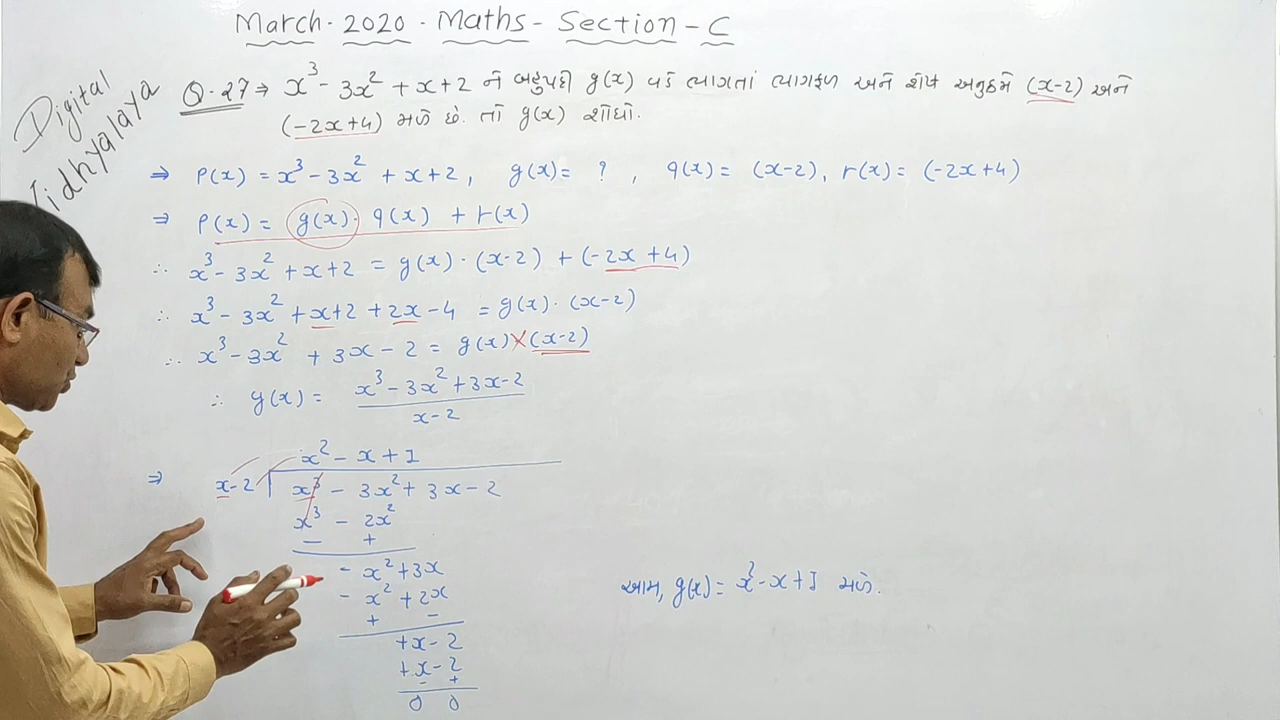 March - 2020 - Maths - Section - C
Digital
Vidhyalaya
Q.27 ⇒ x³ - 3x² + x + 2 ને બહુપદી g(x) વડે ભાગતાં ભાગફળ અને શેષ અનુક્રમે (x-2) અને
(-2x+4) મળે છે. તો g(x) શોધો.
⇒ P(x) = x³ - 3x² + x + 2, g(x) = ? , q(x) = (x-2), r(x) = (-2x+4)
⇒ P(x) = g(x) · q(x) + r(x)
∴ x³ - 3x² + x + 2 = g(x) · (x-2) + (-2x+4)
∴ x³ - 3x² + x + 2 + 2x - 4 = g(x) · (x-2)
∴ x³ - 3x² + 3x - 2 = g(x) × (x-2)
∴ g(x) = x³ - 3x² + 3x - 2
x - 2
x² - x + 1
⇒ x-2 x³ - 3x² + 3x - 2
x³ - 2x²
- +
- x² + 3x
- x² + 2x
+ -
+x - 2
+x - 2
- +
0 0
આમ, g(x) = x² - x + 1 મળે.